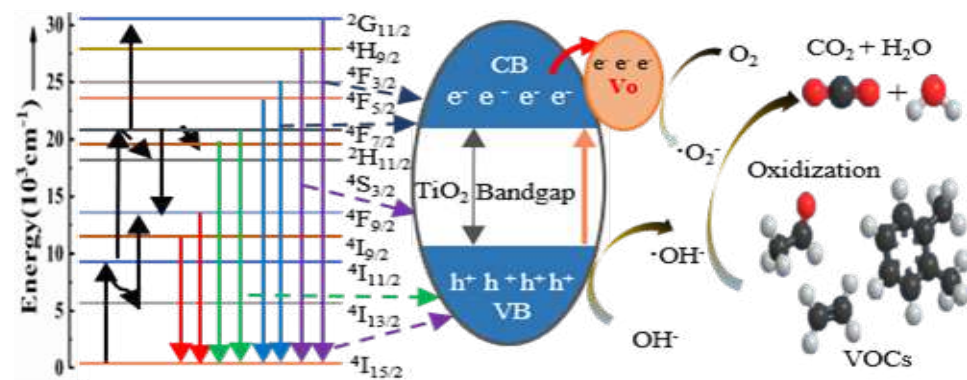 Energy(10³ cm⁻¹)
30
25
20
15
10
5
0
²G₁₁/₂
⁴H₉/₂
⁴F₃/₂
⁴F₅/₂
⁴F₇/₂
²H₁₁/₂
⁴S₃/₂
⁴F₉/₂
⁴I₉/₂
⁴I₁₁/₂
⁴I₁₃/₂
⁴I₁₅/₂
CB
e⁻ e⁻ e⁻ e⁻
TiO₂ Bandgap
h⁺ h⁺ h⁺ h⁺
VB
e⁻ e⁻ e⁻
Vo
O₂
·O₂⁻
·OH⁻
OH⁻
CO₂ + H₂O
+
Oxidization
VOCs